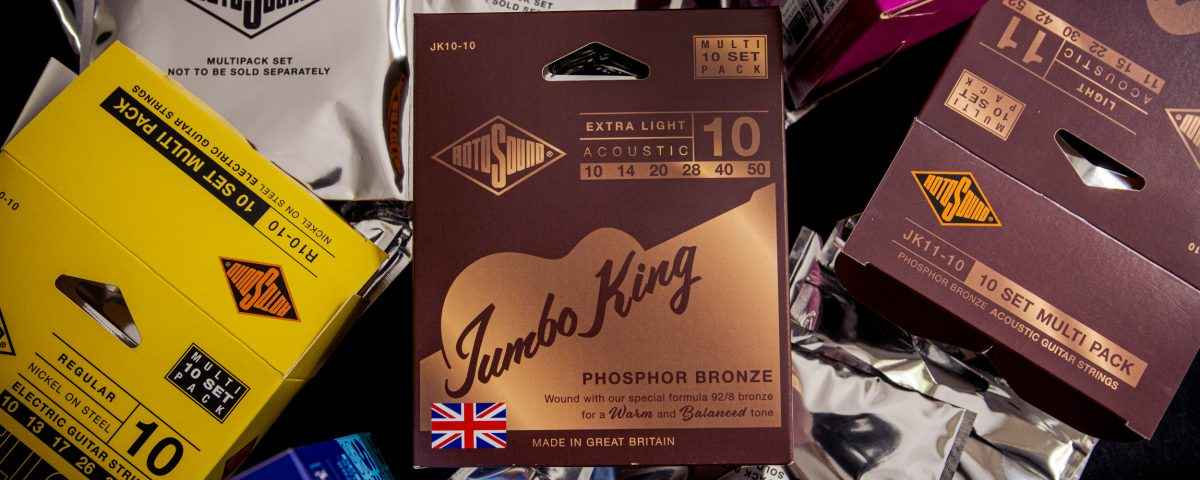 ROTOSOUND
MULTIPACK SET
NOT TO BE SOLD SEPARATELY
10 SET MULTI PACK
NICKEL ON STEEL ELECTRIC GUITAR STRINGS
R10-10
ROTOSOUND
REGULAR
NICKEL ON STEEL
ELECTRIC GUITAR STRINGS
10
10 13 17 26
MULTI
10 SET
PACK
JK10-10
MULTI
10 SET
PACK
ROTOSOUND
EXTRA LIGHT
ACOUSTIC
10
10 14 20 28 40 50
Jumbo King
PHOSPHOR BRONZE
Wound with our special formula 92/8 bronze
for a Warm and Balanced tone
MADE IN GREAT BRITAIN
11
LIGHT
ACOUSTIC
11 15 22 30 42 52
MULTI
10 SET
PACK
ROTOSOUND
JK11-10
10 SET MULTI PACK
PHOSPHOR BRONZE ACOUSTIC GUITAR STRINGS